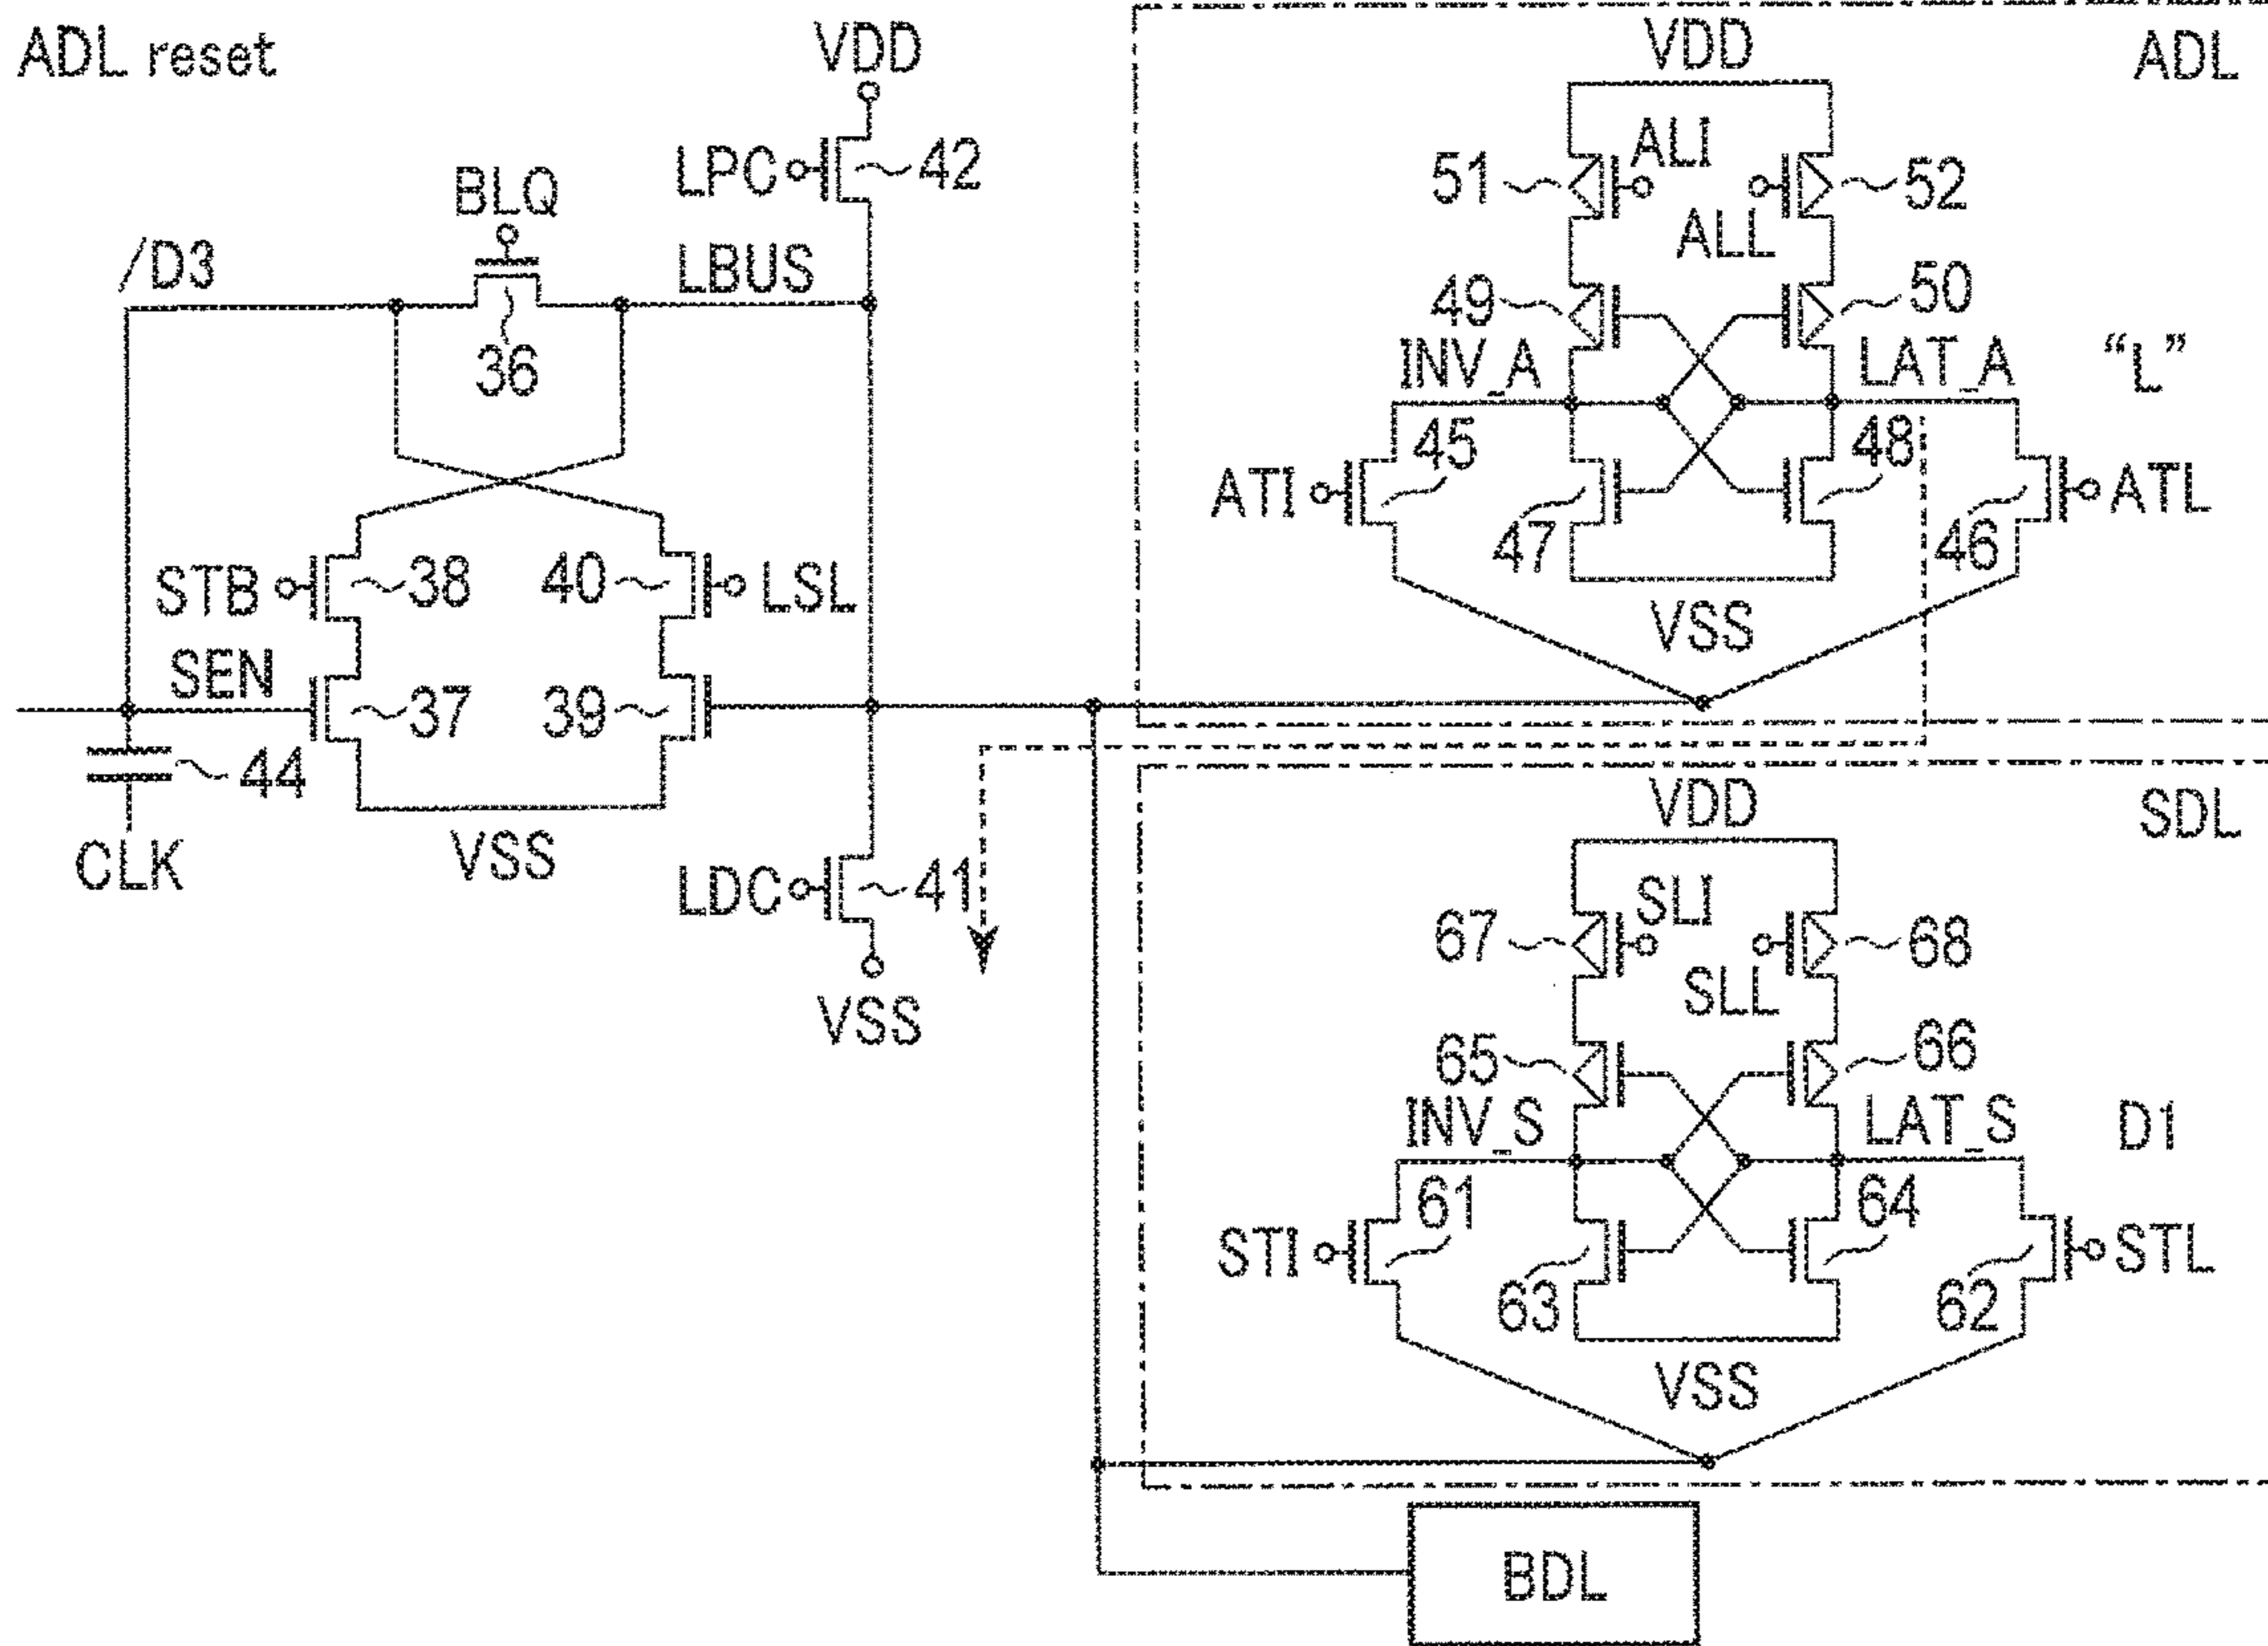 ADL reset
VDD
LPC
42
BLQ
/D3
LBUS
36
STB
38
40
LSL
SEN
37
39
44
CLK
VSS
LDC
41
VSS
VDD
ADL
ALI
51
52
ALL
49
50
INV_A
LAT_A
“L”
45
48
ATI
ATL
47
46
VSS
VDD
SDL
SLI
67
68
SLL
65
66
INV_S
LAT_S
D1
61
64
STI
STL
63
62
VSS
BDL